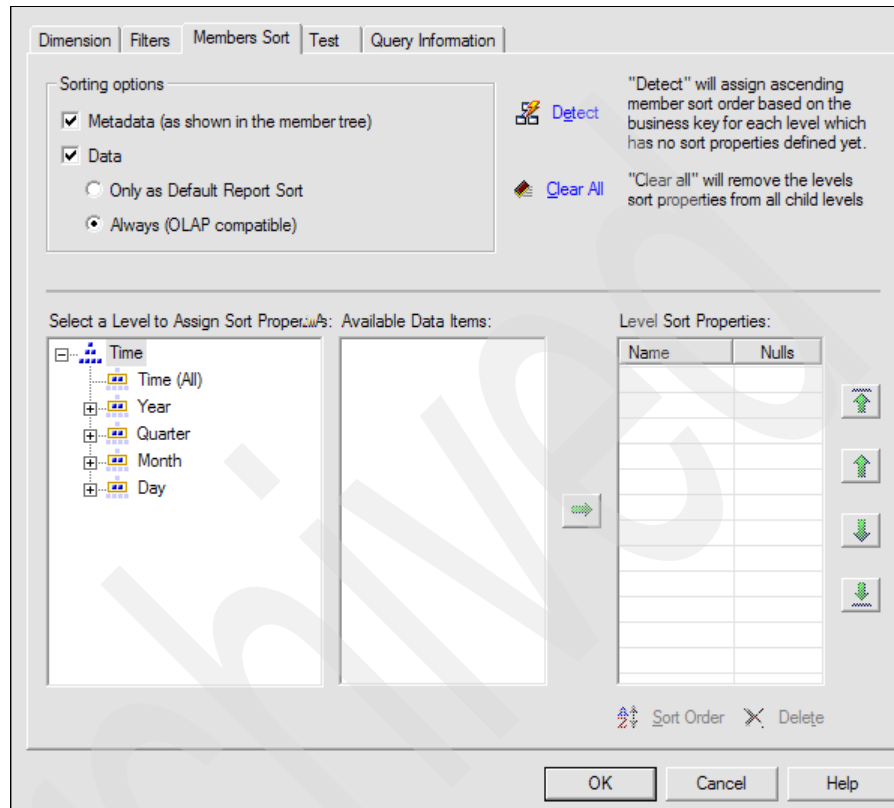 Dimension Filters Members Sort Test Query Information
Sorting options
Metadata (as shown in the member tree)
Data
Only as Default Report Sort
Always (OLAP compatible)
Detect
"Detect" will assign ascending
member sort order based on the
business key for each level which
has no sort properties defined yet.
Clear All
"Clear all" will remove the levels
sort properties from all child levels
Select a Level to Assign Sort
Time
Time (All)
Year
Quarter
Month
Day
Available Data Items:
Level Sort Properties:
Name Nulls
Sort Order Delete
OK Cancel Help